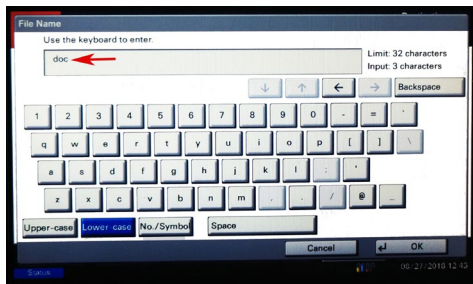 File Name
Use the keyboard to enter.
doc
Limit: 32 characters
Input: 3 characters
↓ ↑ ← → Backspace
1 2 3 4 5 6 7 8 9 0 - = `
q w e r t y u i o p [ ] \
a s d f g h j k l ; '
z x c v b n m , . / @ _
Upper-case Lower-case No./Symbol Space
Cancel OK
Status 08/27/2018 12:43